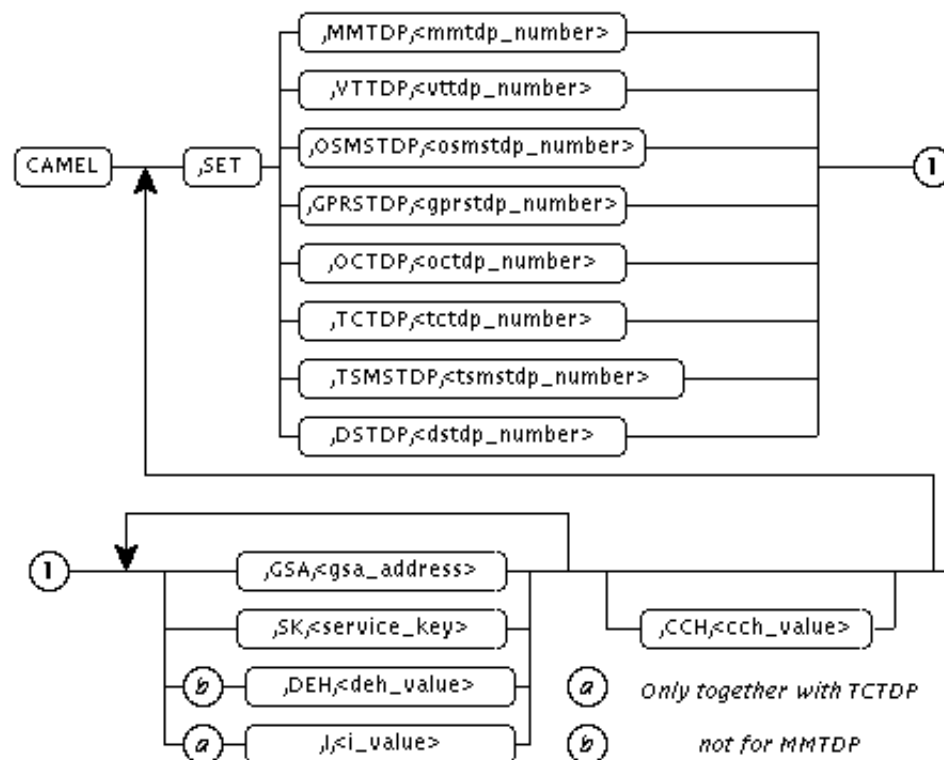 ,MMTDP,<mmtdp_number>
,VTTDP,<vttdp_number>
,OSMSTDP,<osmstdp_number>
CAMEL ,SET 1
,GPRSTDP,<gprstdp_number>
,OCTDP,<octdp_number>
,TCTDP,<tctdp_number>
,TSMSTDP,<tsmstdp_number>
,DSTDP,<dstdp_number>
1 ,GSA,<gsa_address>
,SK,<service_key> ,CCH,<cch_value>
b ,DEH,<deh_value> a Only together with TCTDP
a ,I,<i_value> b not for MMTDP